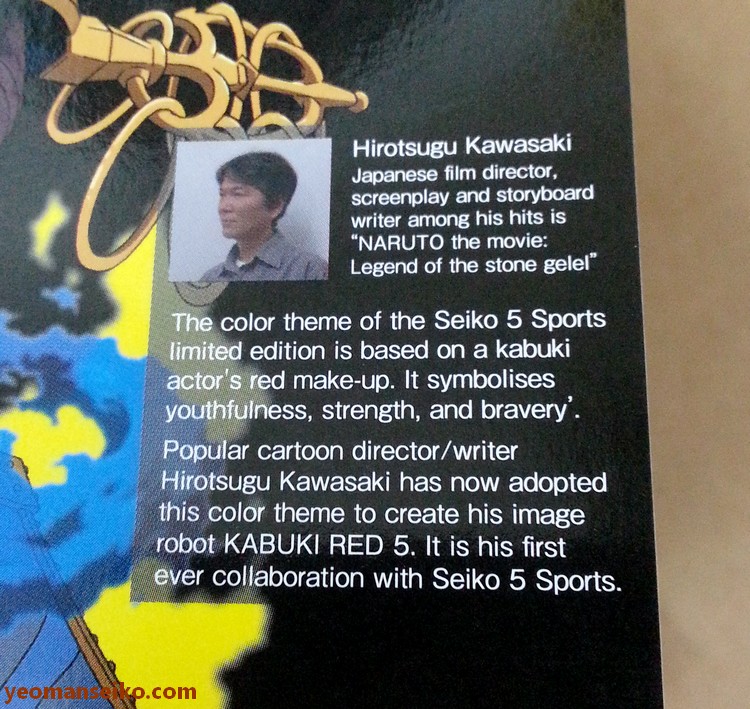 Hirotsugu Kawasaki
Japanese film director,
screenplay and storyboard
writer among his hits is
“NARUTO the movie:
Legend of the stone gelel”
The color theme of the Seiko 5 Sports
limited edition is based on a kabuki
actor's red make-up. It symbolises
youthfulness, strength, and bravery’.
Popular cartoon director/writer
Hirotsugu Kawasaki has now adopted
this color theme to create his image
robot KABUKI RED 5. It is his first
ever collaboration with Seiko 5 Sports.
yeomanseiko.com